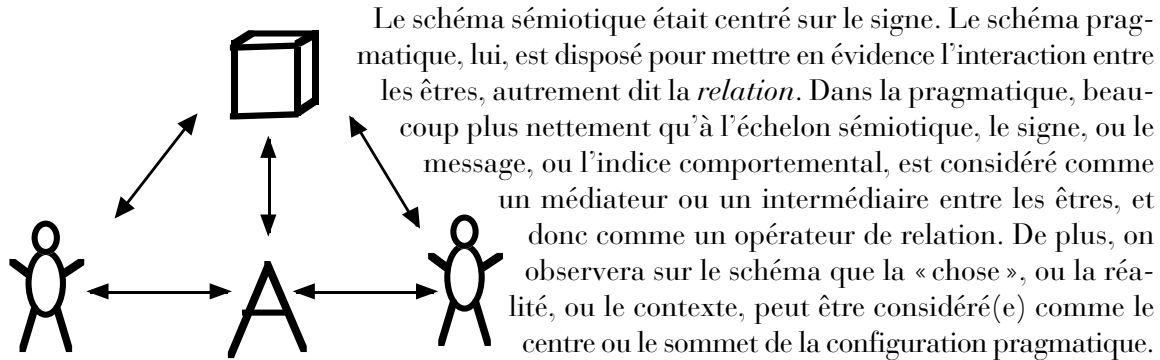 Le schéma sémiotique était centré sur le signe. Le schéma prag-
matique, lui, est disposé pour mettre en évidence l'interaction entre
les êtres, autrement dit la relation. Dans la pragmatique, beau-
coup plus nettement qu'à l'échelon sémiotique, le signe, ou le
message, ou l'indice comportemental, est considéré comme
un médiateur ou un intermédiaire entre les êtres, et
donc comme un opérateur de relation. De plus, on
observera sur le schéma que la « chose », ou la réa-
lité, ou le contexte, peut être considéré(e) comme le
centre ou le sommet de la configuration pragmatique.
A